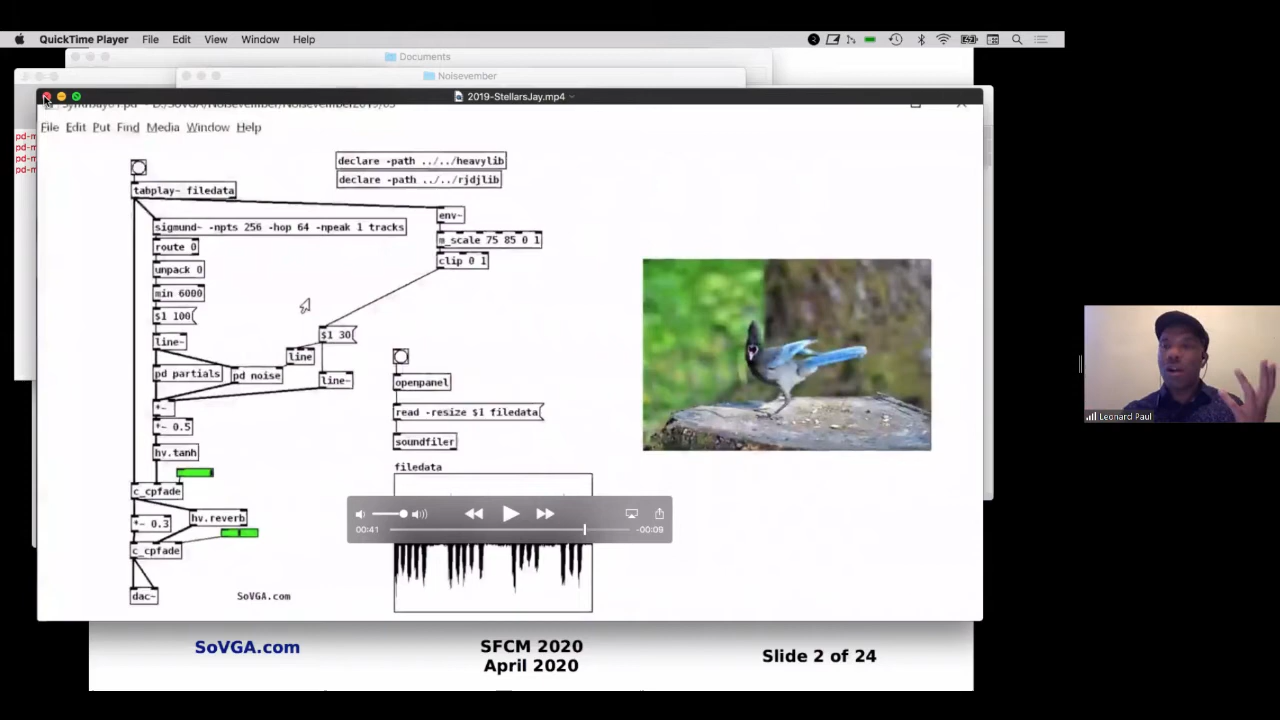 QuickTime Player File Edit View Window Help
Documents
Noisevember
2019-StellarsJay.mp4
pd-m
pd-m
pd-m
pd-m
File Edit Put Find Media Window Help
declare -path ../../heavylib
declare -path ../../rjdjlib
tabplay~ filedata
env~
sigmund~ -npts 256 -hop 64 -npeak 1 tracks
m_scale 75 85 0 1
route 0
clip 0 1
unpack 0
min 6000
$1 100
$1 30
line~
line
pd partials
pd noise
line~
openpanel
*~
read -resize $1 filedata
*~ 0.5
soundfiler
hv.tanh
filedata
c_cpfade
hv.reverb
*~ 0.3
00:41
-00:09
c_cpfade
dac~
SoVGA.com
Leonard Paul
SoVGA.com
SFCM 2020
April 2020
Slide 2 of 24